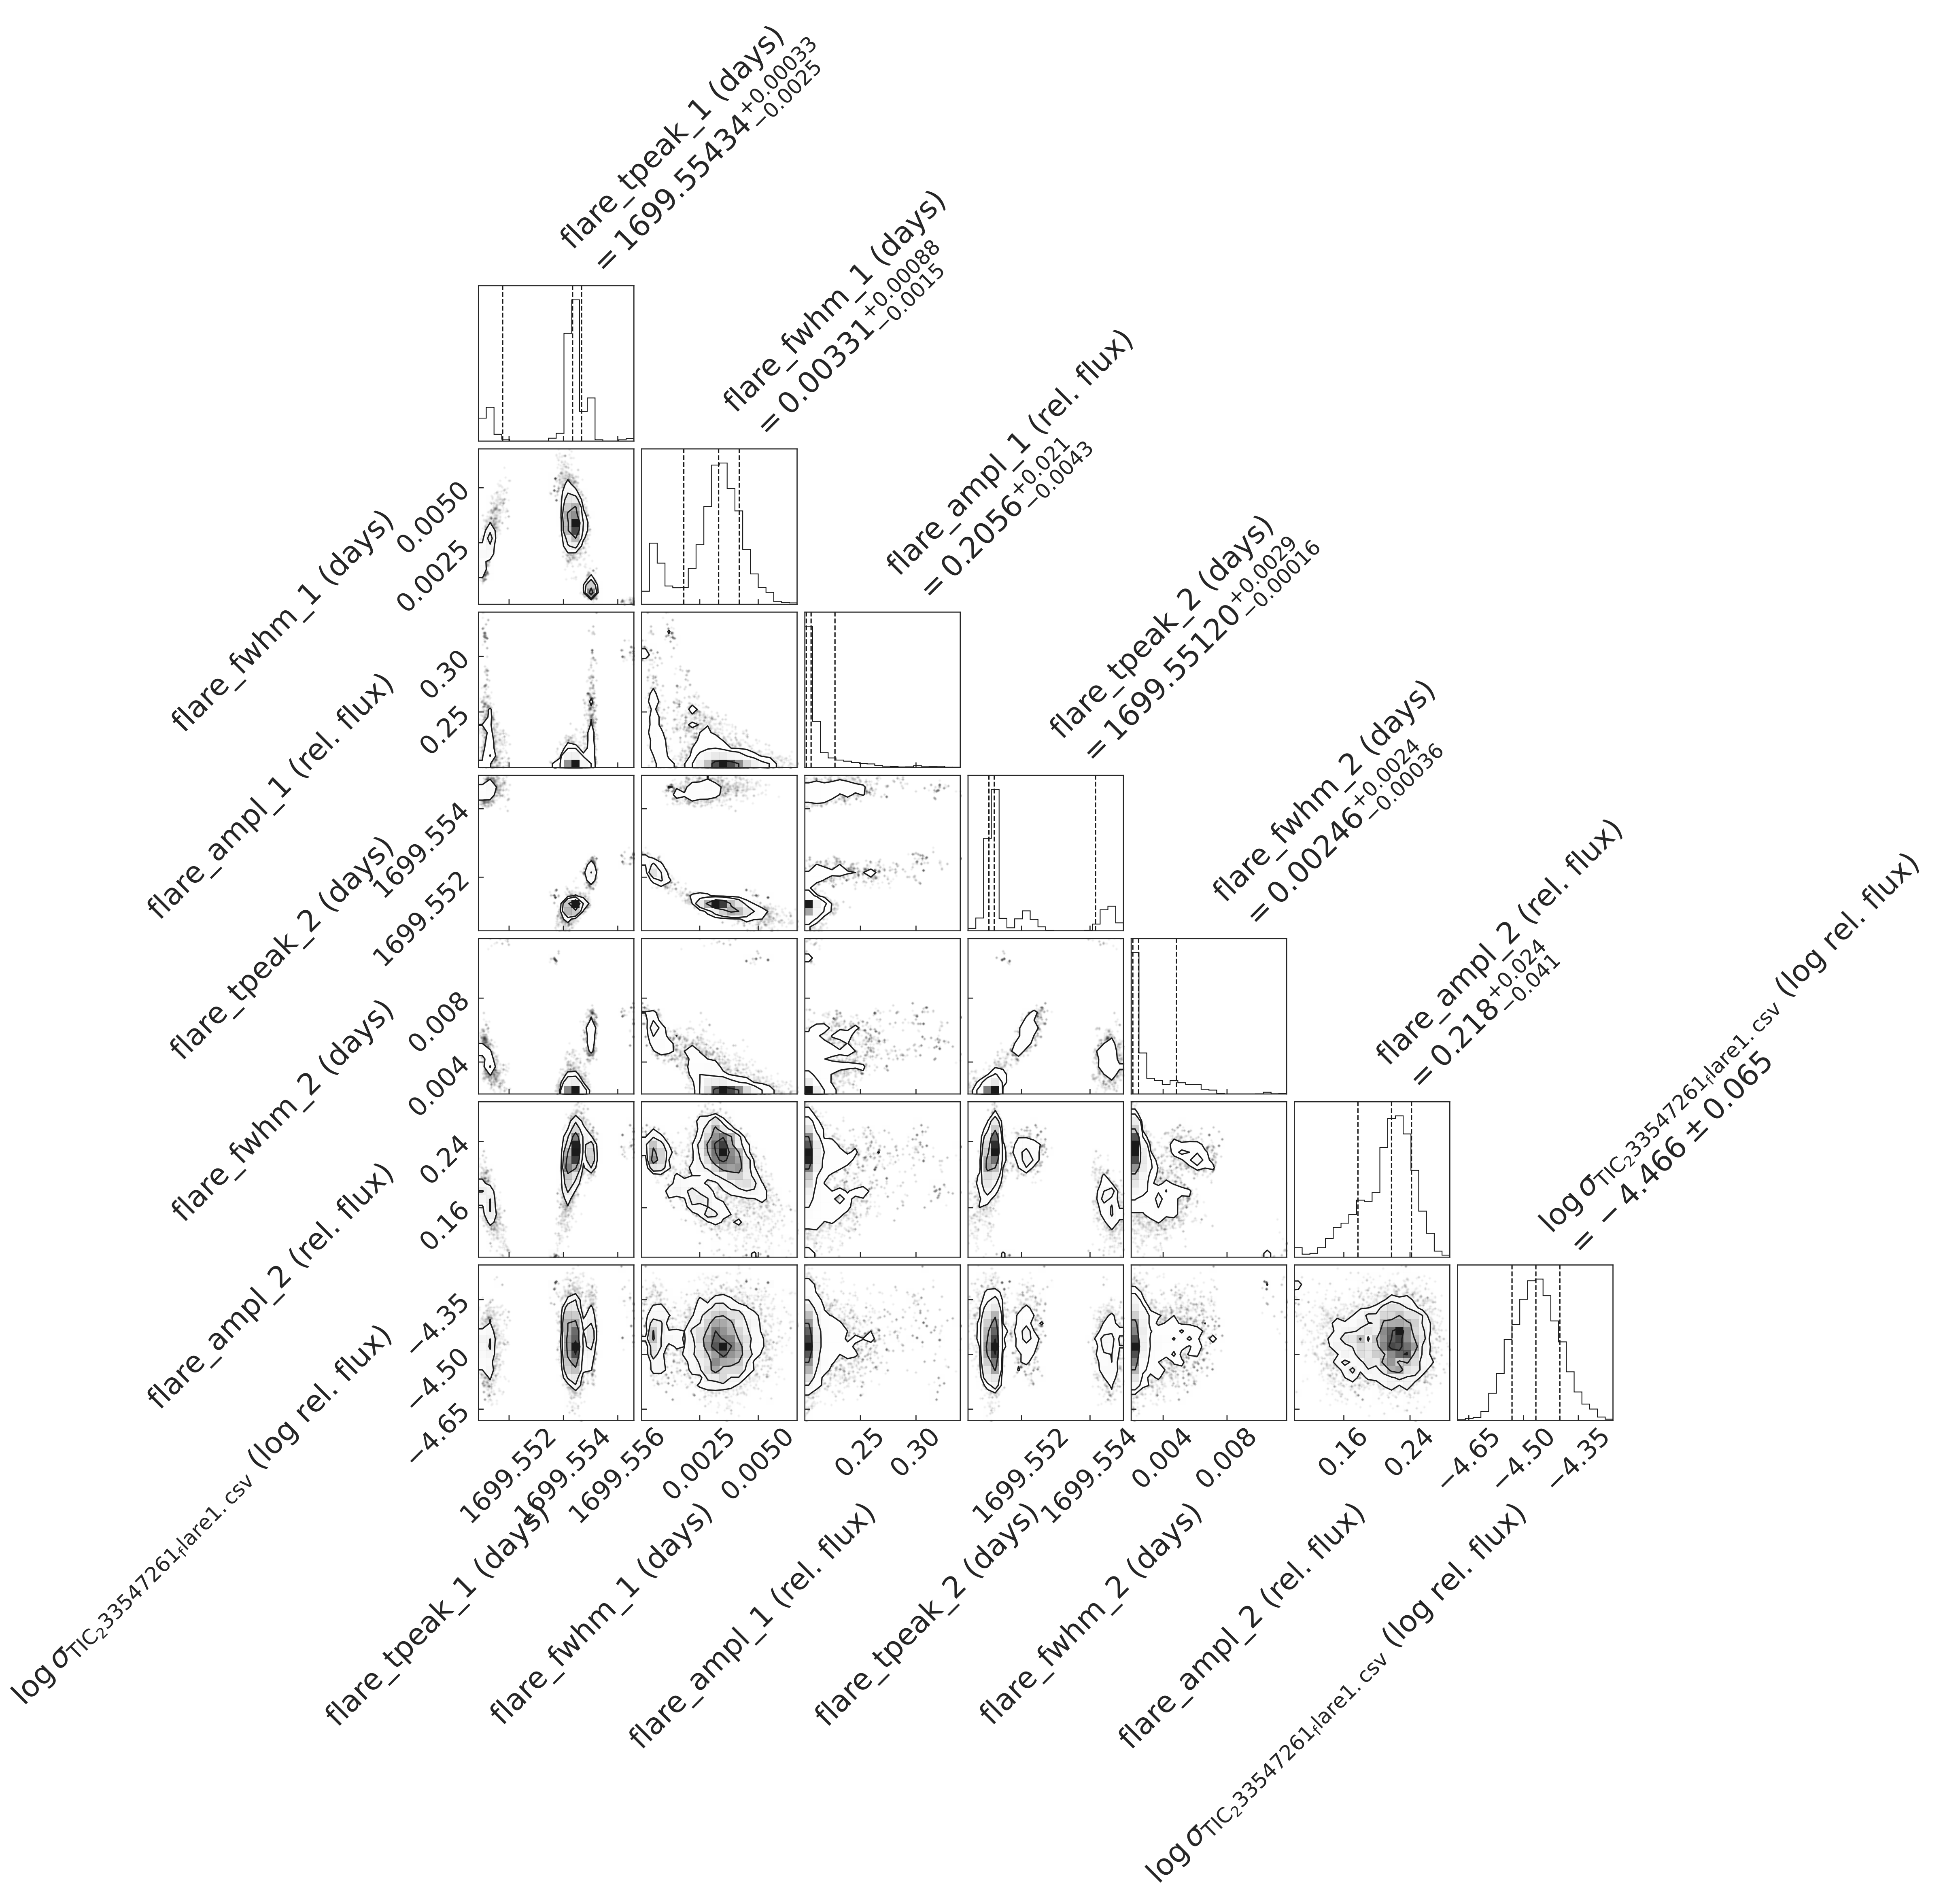 flare_tpeak_1 (days)
= 1699.55434 +0.00033 −0.0025
flare_fwhm_1 (days)
= 0.00331 +0.00088 −0.0015
flare_ampl_1 (rel. flux)
= 0.2056 +0.021 −0.0043
flare_tpeak_2 (days)
= 1699.55120 +0.0029 −0.00016
flare_fwhm_2 (days)
= 0.00246 +0.0024 −0.00036
flare_ampl_2 (rel. flux)
= 0.218 +0.024 −0.041
log σTIC₂33547261flare1. csv (log rel. flux)
= −4.466 ± 0.065
flare_fwhm_1 (days)
0.0050
0.0025
flare_ampl_1 (rel. flux)
0.30
0.25
flare_tpeak_2 (days)
1699.554
1699.552
flare_fwhm_2 (days)
0.008
0.004
flare_ampl_2 (rel. flux)
0.24
0.16
log σTIC₂33547261flare1. csv (log rel. flux)
−4.35
−4.50
−4.65
1699.552
1699.554
1699.556
0.0025
0.0050
0.25
0.30
1699.552
1699.554
0.004
0.008
0.16
0.24
−4.65
−4.50
−4.35
flare_tpeak_1 (days)
flare_fwhm_1 (days)
flare_ampl_1 (rel. flux)
flare_tpeak_2 (days)
flare_fwhm_2 (days)
flare_ampl_2 (rel. flux)
log σTIC₂33547261flare1. csv (log rel. flux)